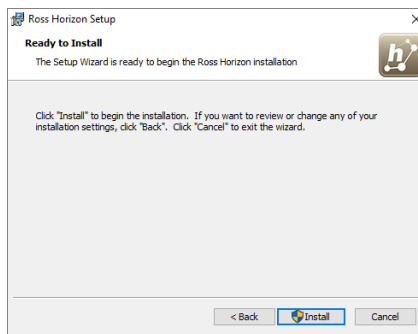 Ross Horizon Setup
Ready to Install
The Setup Wizard is ready to begin the Ross Horizon installation
h
Click "Install" to begin the installation. If you want to review or change any of your
installation settings, click "Back". Click "Cancel" to exit the wizard.
< Back
Install
Cancel